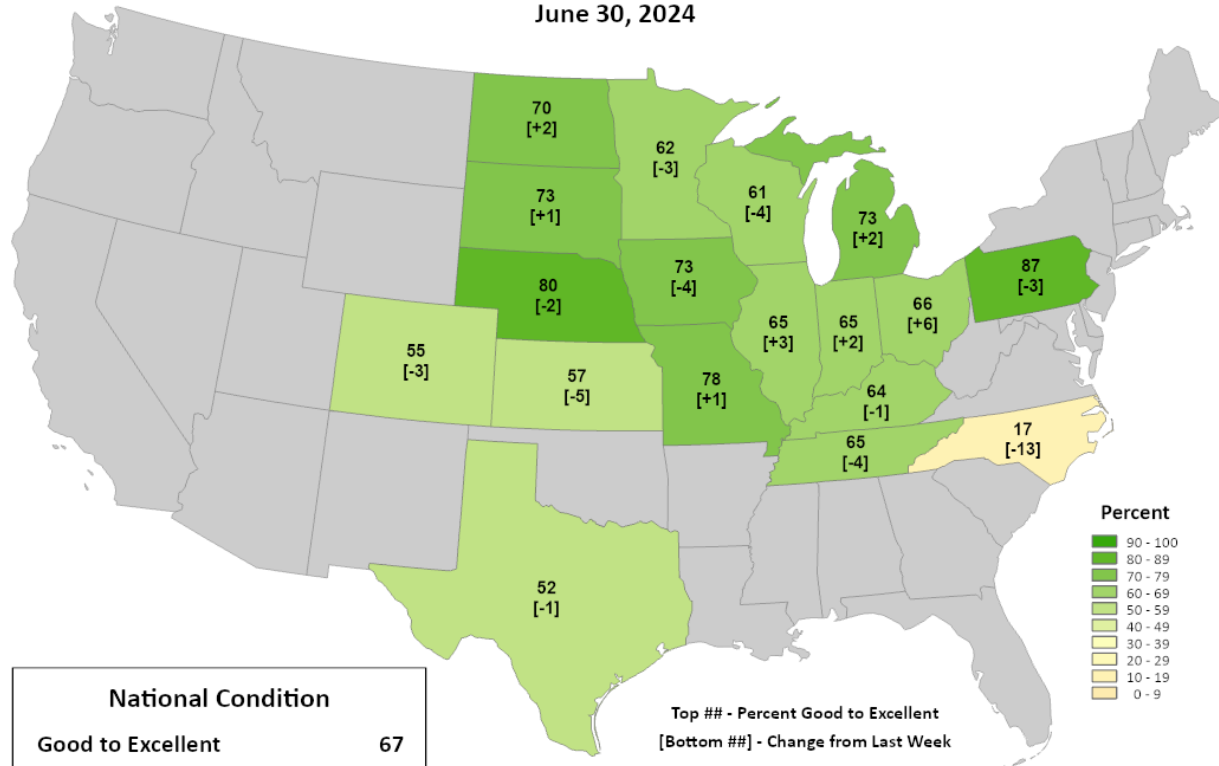 June 30, 2024
70
[+2]
62
[-3]
61
[-4]
73
[+1]
73
[+2]
87
[-3]
80
[-2]
73
[-4]
66
[+6]
65
[+3]
65
[+2]
55
[-3]
57
[-5]
78
[+1]
64
[-1]
65
[-4]
17
[-13]
52
[-1]
Percent
90 - 100
80 - 89
70 - 79
60 - 69
50 - 59
40 - 49
30 - 39
20 - 29
10 - 19
0 - 9
National Condition
Good to Excellent 67
Top ## - Percent Good to Excellent
[Bottom ##] - Change from Last Week